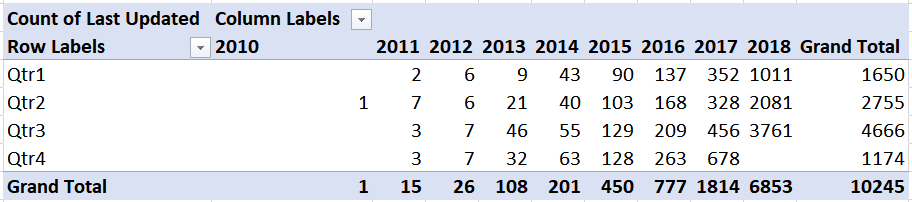 Count of Last Updated Column Labels
Row Labels 2010 2011 2012 2013 2014 2015 2016 2017 2018 Grand Total
Qtr1 2 6 9 43 90 137 352 1011 1650
Qtr2 1 7 6 21 40 103 168 328 2081 2755
Qtr3 3 7 46 55 129 209 456 3761 4666
Qtr4 3 7 32 63 128 263 678 1174
Grand Total 1 15 26 108 201 450 777 1814 6853 10245